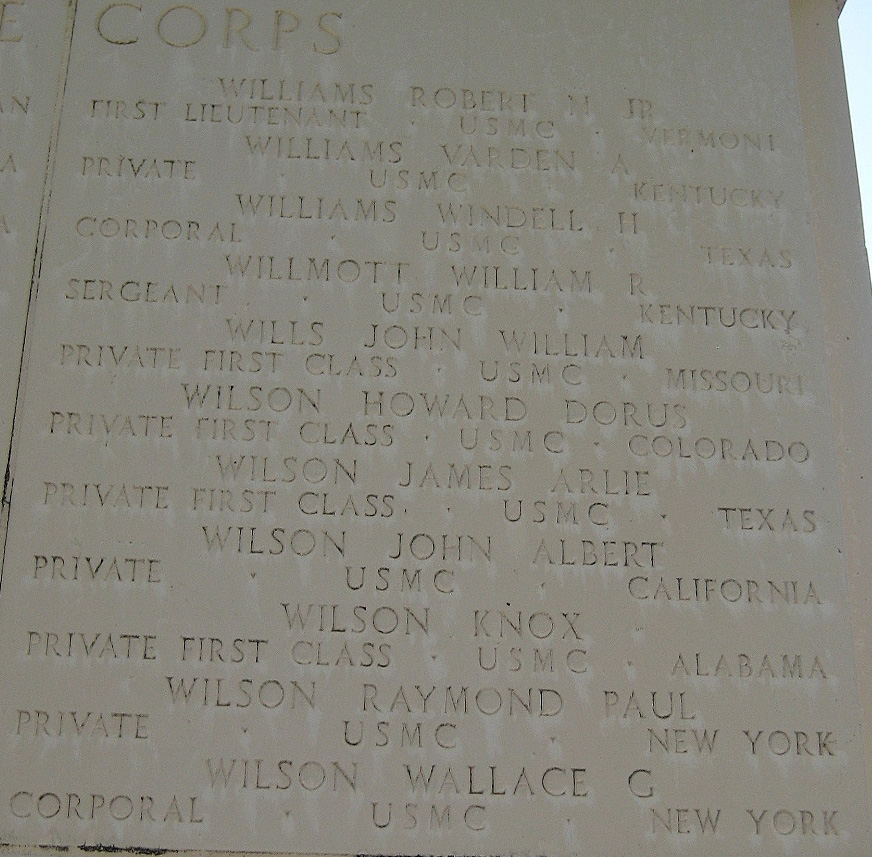 E CORPS
WILLIAMS ROBERT N JR
FIRST LIEUTENANT · USMC · VERMONT
WILLIAMS VARDEN A
PRIVATE · USMC · KENTUCKY
WILLIAMS WINDELL H
CORPORAL · USMC · TEXAS
WILLMOTT WILLIAM R
SERGEANT · USMC · KENTUCKY
WILLS JOHN WILLIAM
PRIVATE FIRST CLASS · USMC · MISSOURI
WILSON HOWARD DORUS
PRIVATE FIRST CLASS · USMC · COLORADO
WILSON JAMES ARLIE
PRIVATE FIRST CLASS · USMC · TEXAS
WILSON JOHN ALBERT
PRIVATE · USMC · CALIFORNIA
WILSON KNOX
PRIVATE FIRST CLASS · USMC · ALABAMA
WILSON RAYMOND PAUL
PRIVATE · USMC · NEW YORK
WILSON WALLACE G
CORPORAL · USMC · NEW YORK